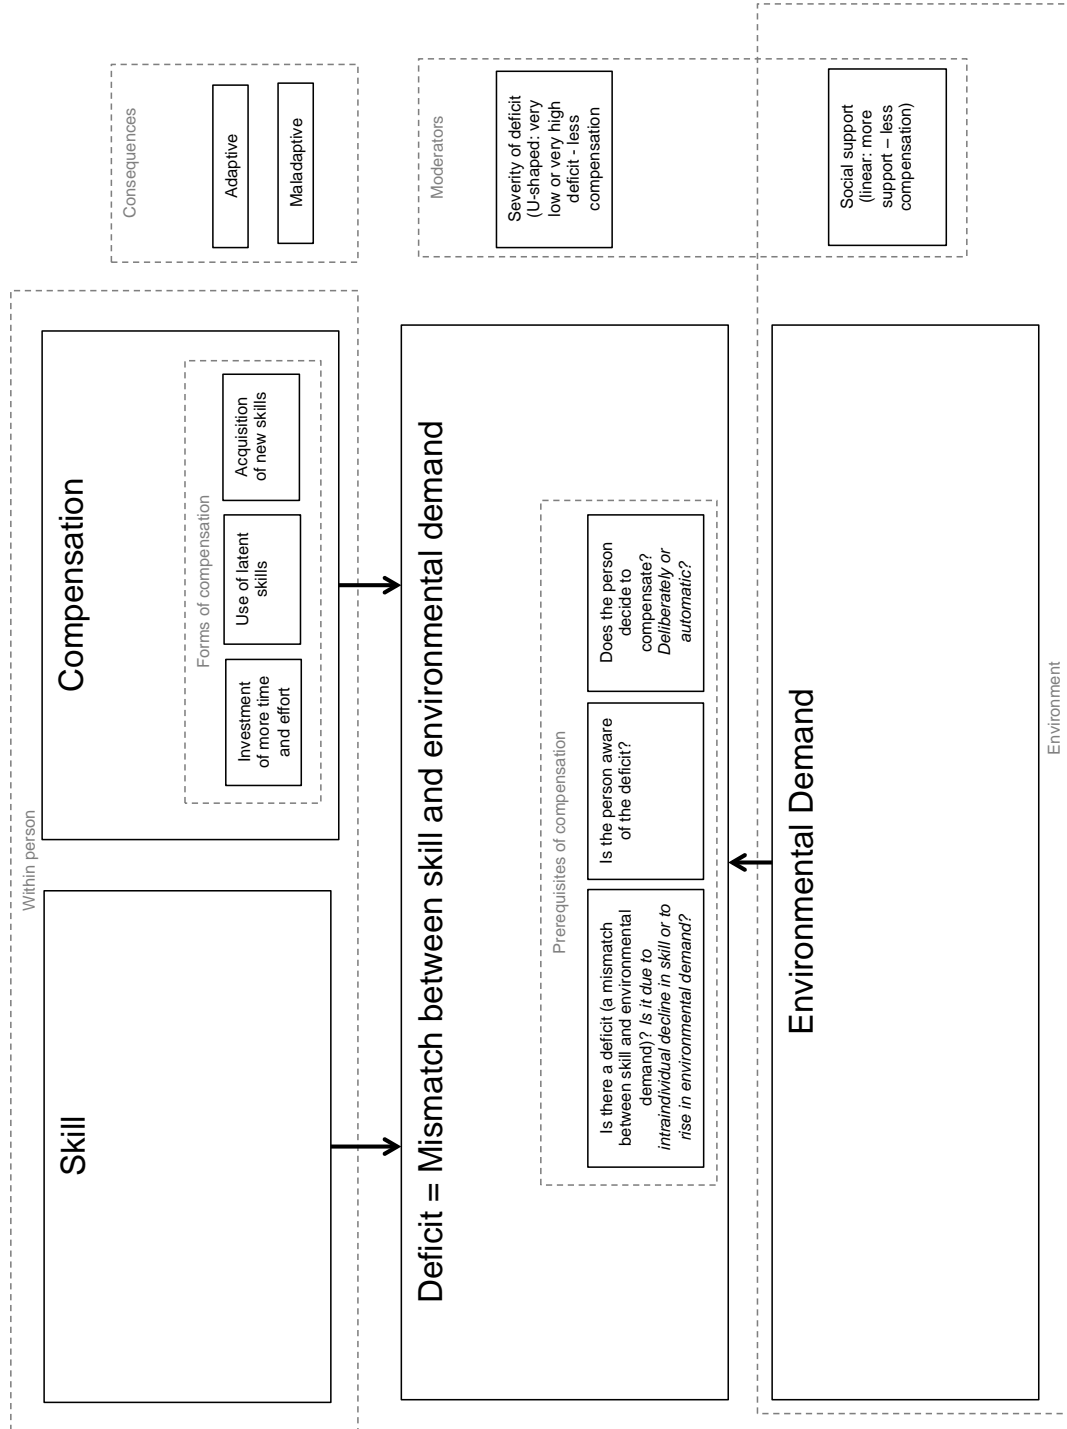 Within person
Skill
Compensation
Forms of compensation
Investment
of more time
and effort
Use of latent
skills
Acquisition
of new skills
Consequences
Adaptive
Maladaptive
Deficit = Mismatch between skill and environmental demand
Prerequisites of compensation
Is there a deficit (a mismatch
between skill and environmental
demand)? Is it due to
intraindividual decline in skill or to
rise in environmental demand?
Is the person aware
of the deficit?
Does the person
decide to
compensate?
Deliberately or
automatic?
Moderators
Severity of deficit
(U-shaped: very
low or very high
deficit - less
compensation
Social support
(linear: more
support – less
compensation)
Environmental Demand
Environment